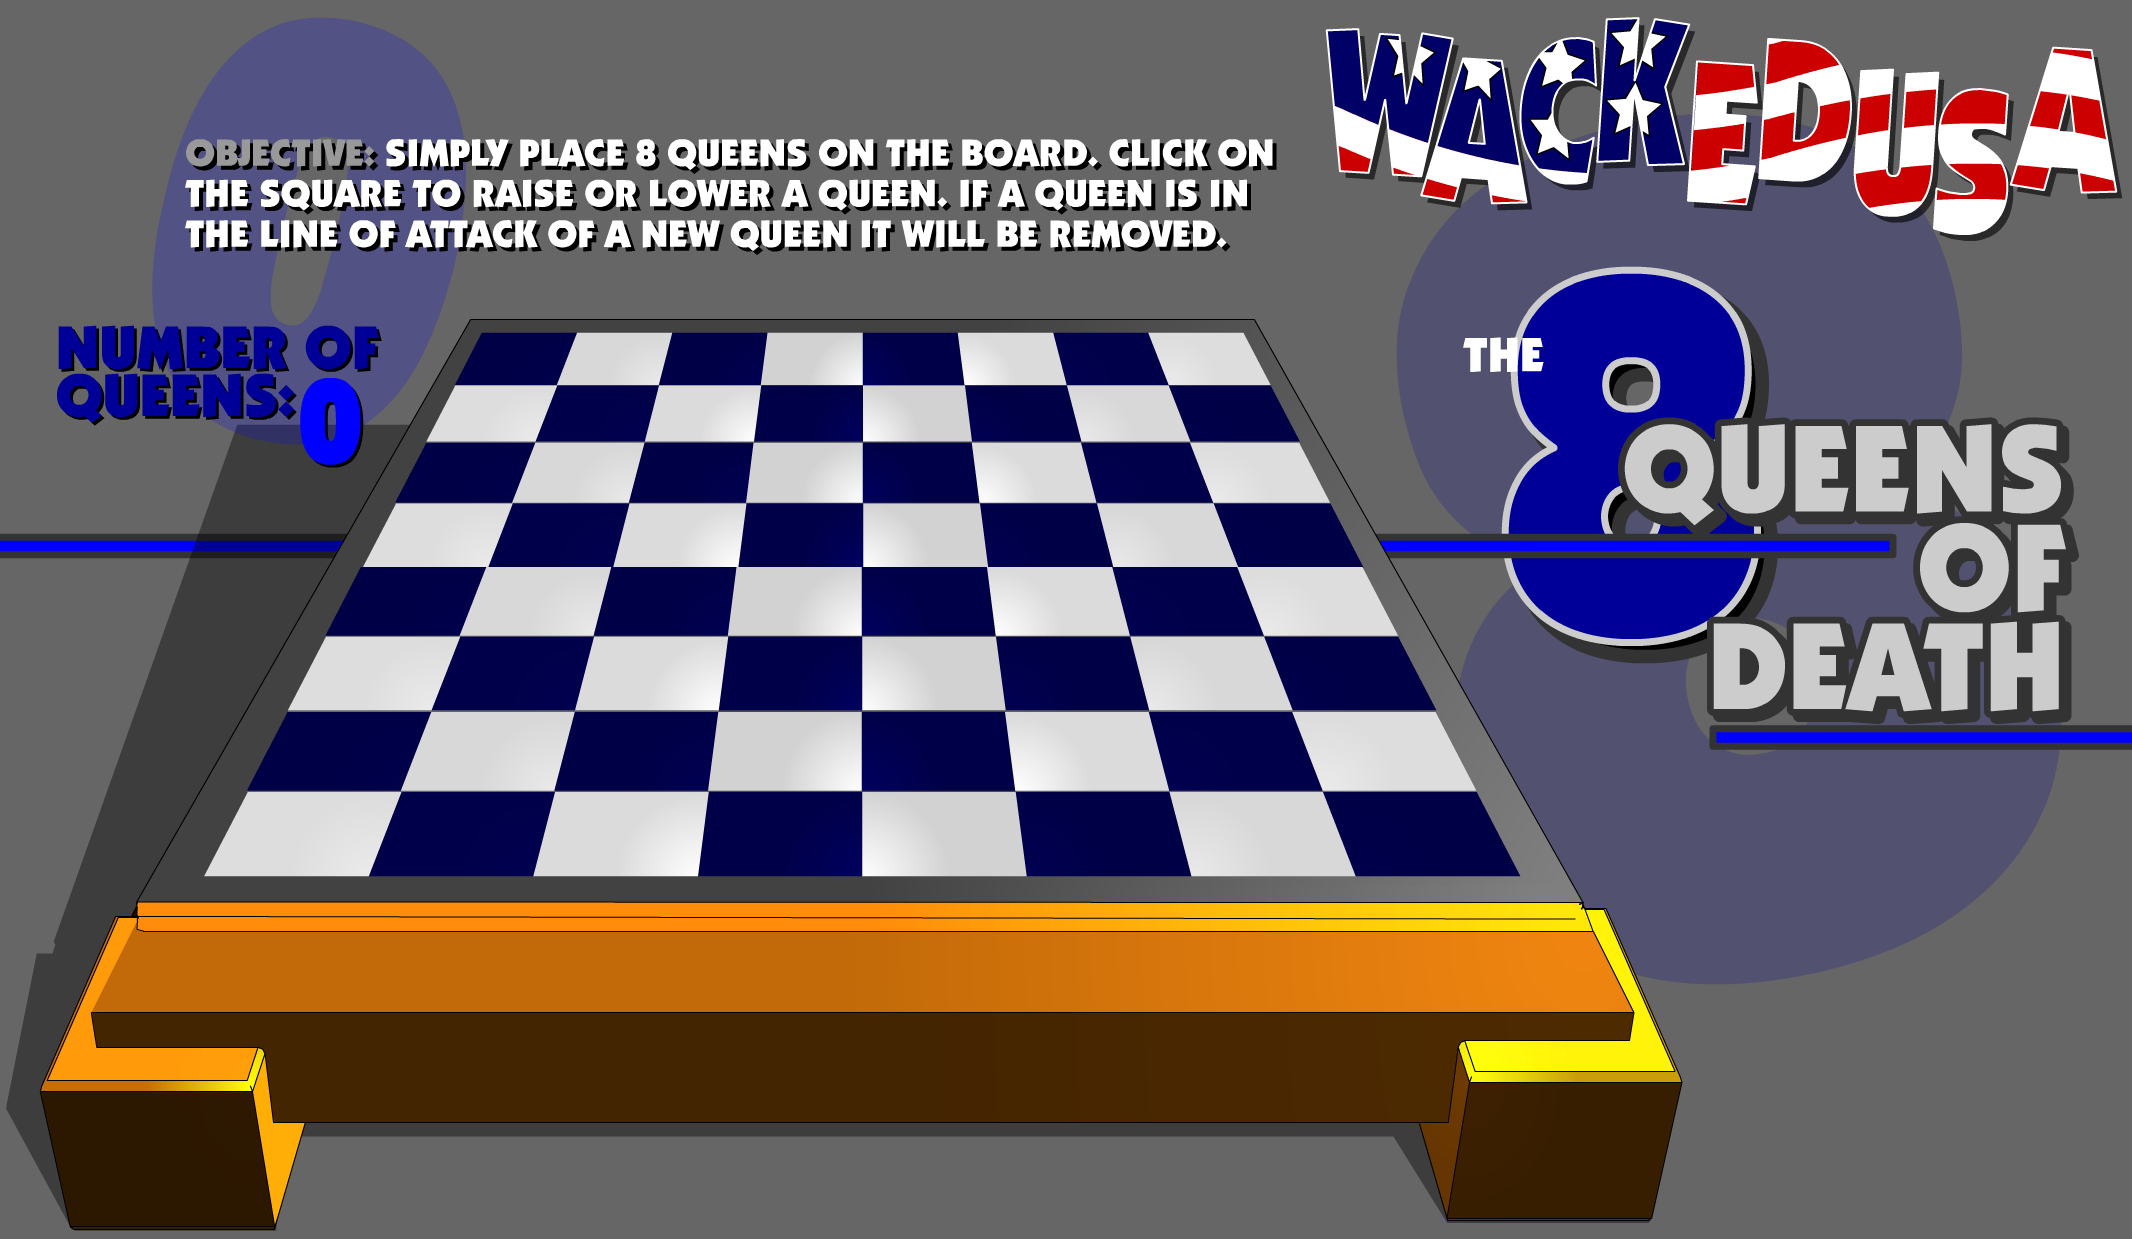 WACKEDUSA
OBJECTIVE: SIMPLY PLACE 8 QUEENS ON THE BOARD. CLICK ON
THE SQUARE TO RAISE OR LOWER A QUEEN. IF A QUEEN IS IN
THE LINE OF ATTACK OF A NEW QUEEN IT WILL BE REMOVED.
NUMBER OF
QUEENS: 0
0
THE 8
QUEENS
OF
DEATH
8